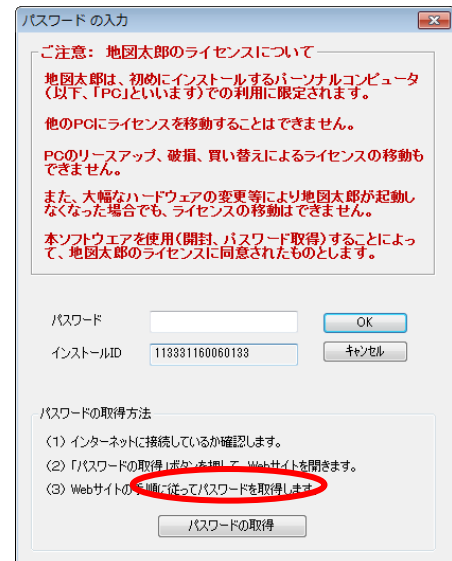 パスワード の入力
ご注意： 地図太郎のライセンスについて
地図太郎は、初めにインストールするパーソナルコンピュータ
（以下、「PC」といいます）での利用に限定されます。
他のPCにライセンスを移動することはできません。
PCのリースアップ、破損、買い替えによるライセンスの移動も
できません。
また、大幅なハードウェアの変更等により地図太郎が起動し
なくなった場合でも、ライセンスの移動はできません。
本ソフトウエアを使用（開封、パスワード取得）することによっ
て、地図太郎のライセンスに同意されたものとします。
パスワード
OK
インストールID
113331160060133
キャンセル
パスワードの取得方法
(1) インターネットに接続しているか確認します。
(2) 「パスワードの取得」ボタンを押して、Webサイトを開きます。
(3) Webサイトの手順に従ってパスワードを取得します
パスワードの取得